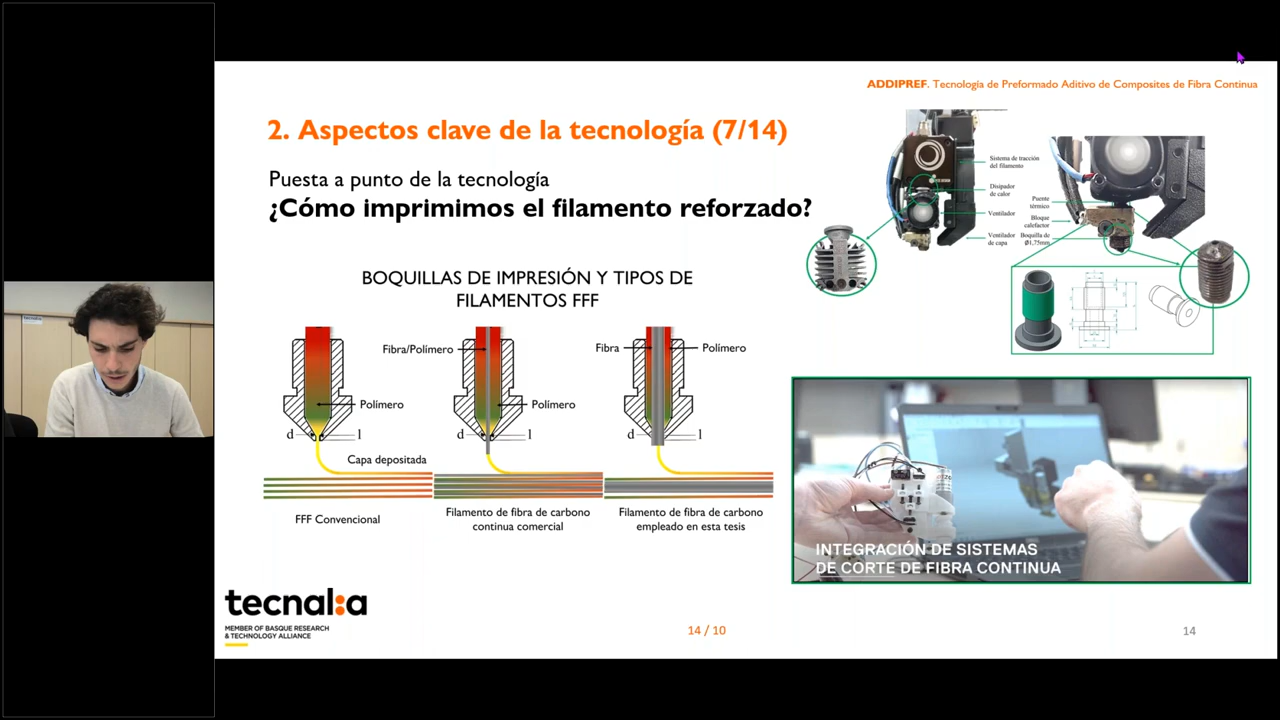 ADDIPREF. Tecnología de Preformado Aditivo de Composites de Fibra Continua
2. Aspectos clave de la tecnología (7/14)
Puesta a punto de la tecnología
¿Cómo imprimimos el filamento reforzado?
BOQUILLAS DE IMPRESIÓN Y TIPOS DE
FILAMENTOS FFF
Fibra/Polímero
Polímero
d
l
Capa depositada
Polímero
d
l
Fibra
Polímero
d
l
FFF Convencional
Filamento de fibra de carbono
continua comercial
Filamento de fibra de carbono
empleado en esta tesis
Sistema de tracción
del filamento
Disipador
de calor
Ventilador
Ventilador
de capa
Puente
térmico
Bloque
calefactor
Boquilla de
Ø1,75mm
INTEGRACIÓN DE SISTEMAS
DE CORTE DE FIBRA CONTINUA
tecnal:a
MEMBER OF BASQUE RESEARCH
& TECHNOLOGY ALLIANCE
14 / 10
14